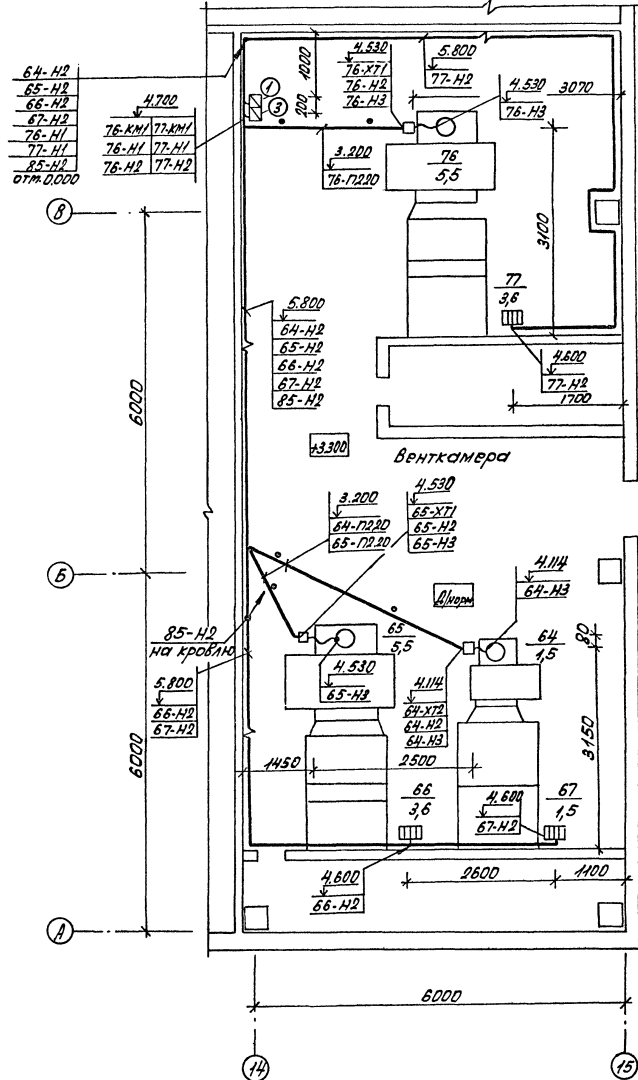 64-Н2
65-Н2
66-Н2
67-Н2
76-Н1
77-Н1
85-Н2
отм. 0.000
4.700
76-КМ1 77-КМ1
76-Н1 77-Н1
76-Н2 77-Н2
1
3
1000
200
4.530
76-ХТ1
76-Н2
76-Н3
5.800
77-Н2
4.530
76-Н3
3070
3.200
76-П2.20
76
5,5
3100
77
3,6
4.600
77-Н2
1700
В
5.800
64-Н2
65-Н2
66-Н2
67-Н2
85-Н2
6000
+3.300
Венткамера
3.200
64-П2.20
65-П2.20
4.530
65-ХТ1
65-Н2
65-Н3
4.114
64-Н3
Б
Д/норм
85-Н2
на кровлю
5.800
66-Н2
67-Н2
65
5,5
4.530
65-Н3
64
1,5
80
4.114
64-ХТ2
64-Н2
64-Н3
3150
6000
1450
2500
66
3,6
4.600
67-Н2
67
1,5
4.600
66-Н2
2600
1100
А
6000
14
15